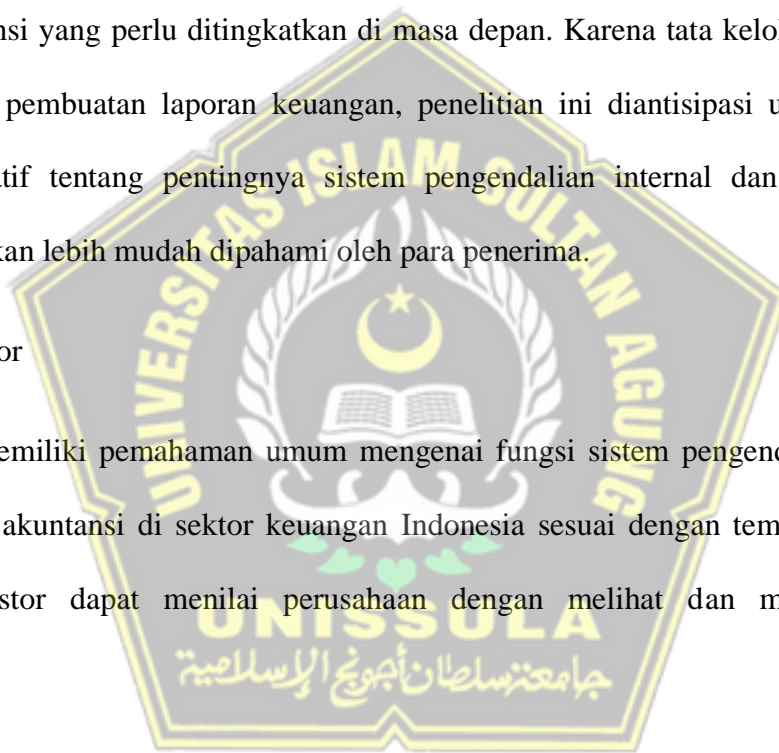 nsi yang perlu ditingkatkan di masa depan. Karena tata kelol
pembuatan laporan keuangan, penelitian ini diantisipasi u
tif tentang pentingnya sistem pengendalian internal dan
kan lebih mudah dipahami oleh para penerima.
or
emiliki pemahaman umum mengenai fungsi sistem pengend
akuntansi di sektor keuangan Indonesia sesuai dengan tem
stor dapat menilai perusahaan dengan melihat dan m
UNIVERSITAS ISLAM SULTAN AGUNG
UNISSULA
جامعتسلطان أجونج الإسلامية